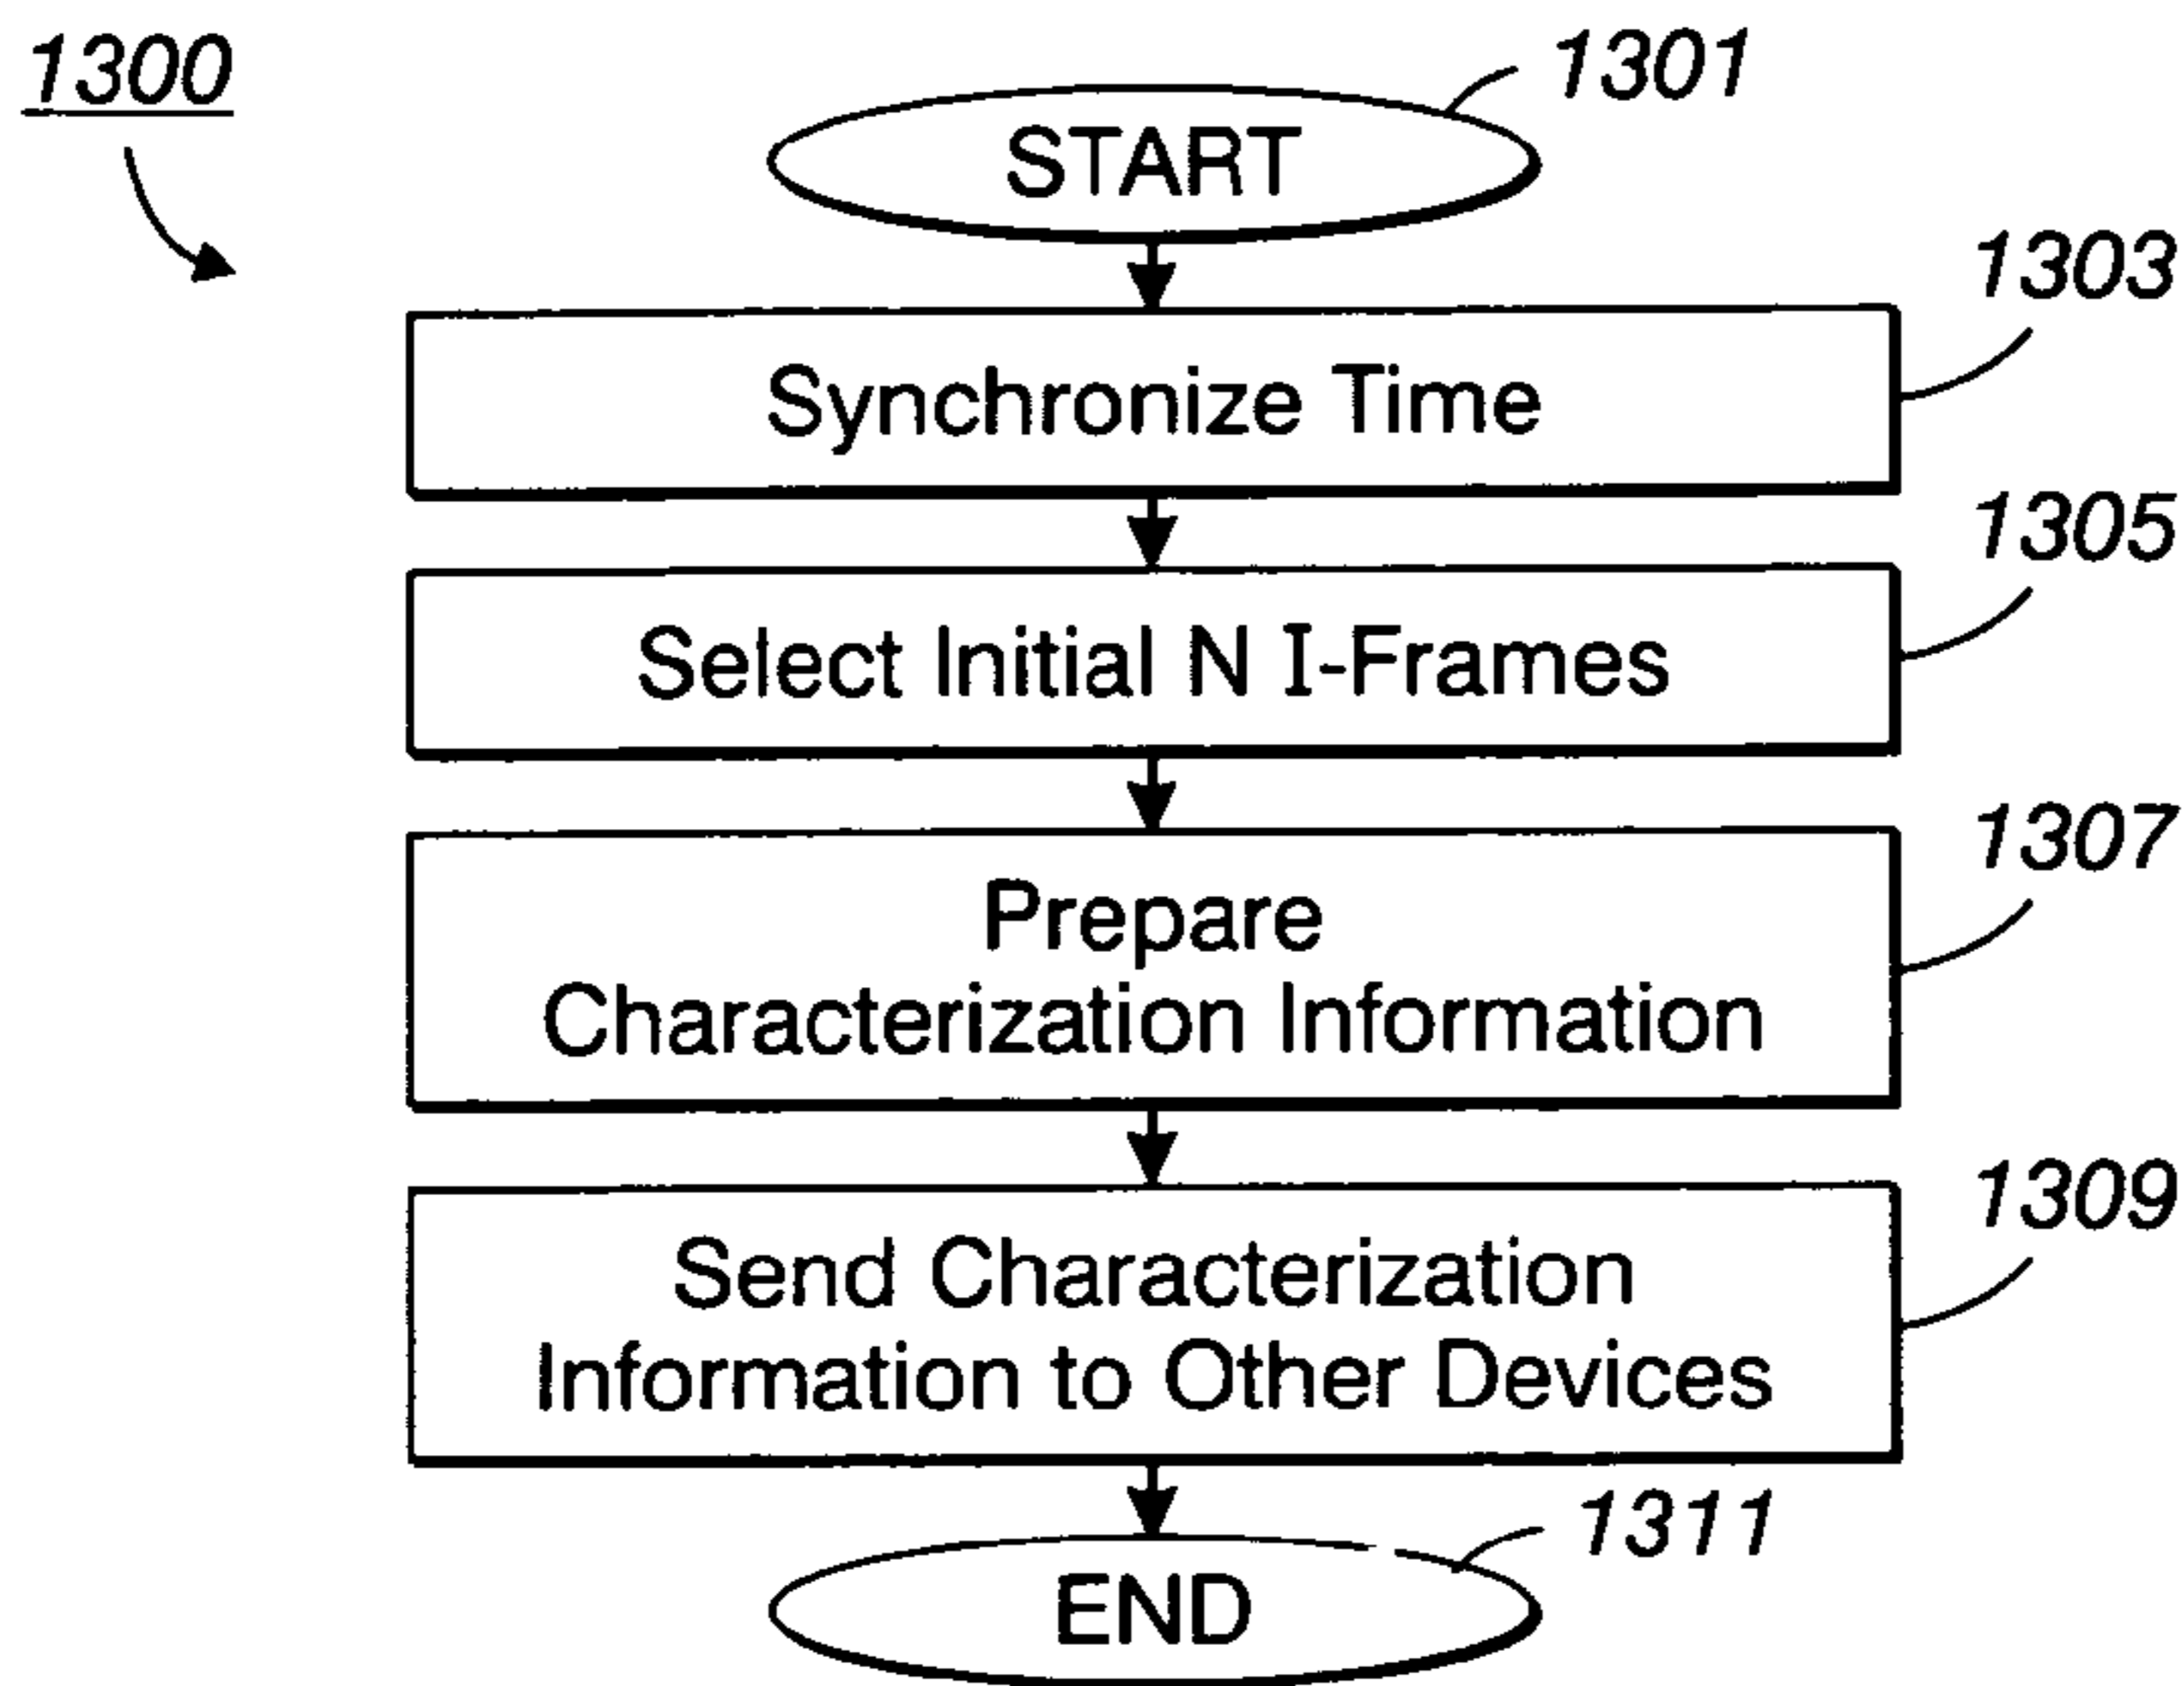 1300
1301
START
1303
Synchronize Time
1305
Select Initial N I-Frames
1307
Prepare
Characterization Information
1309
Send Characterization
Information to Other Devices
1311
END